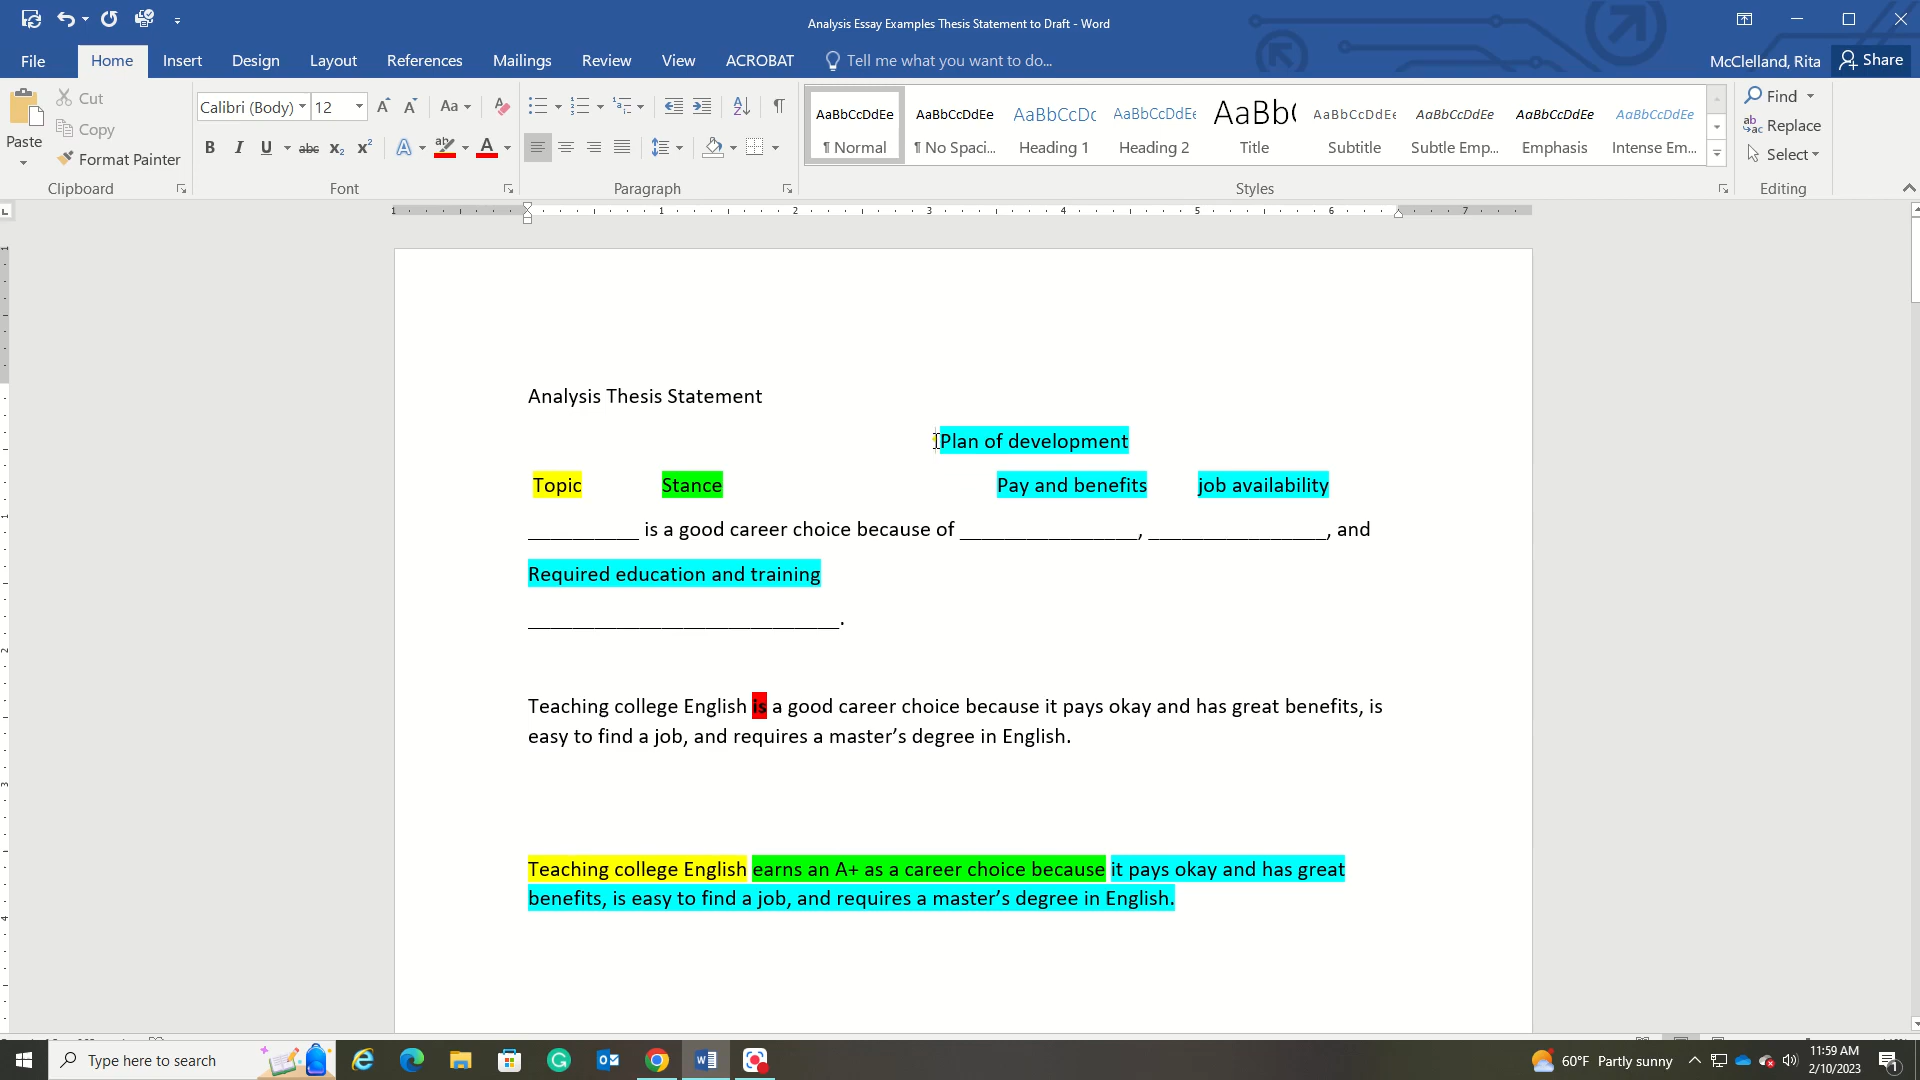 Analysis Essay Examples Thesis Statement to Draft - Word
File Home Insert Design Layout References Mailings Review View ACROBAT Tell me what you want to do... McClelland, Rita Share
Cut
Copy
Format Painter
Paste
Calibri (Body) 12
AaBbCcDdEe AaBbCcDdEe AaBbCcDc AaBbCcDdEe AaBb( AaBbCcDdEe AaBbCcDdEe AaBbCcDdEe AaBbCcDdEe
¶ Normal ¶ No Spaci... Heading 1 Heading 2 Title Subtitle Subtle Emp... Emphasis Intense Em...
Find
Replace
Select
Clipboard Font Paragraph Styles Editing
1 1 2 3 4 5 6 7
Analysis Thesis Statement
Plan of development
Topic Stance Pay and benefits job availability
__________ is a good career choice because of ________________, ________________, and
Required education and training
____________________________.
Teaching college English is a good career choice because it pays okay and has great benefits, is
easy to find a job, and requires a master’s degree in English.
Teaching college English earns an A+ as a career choice because it pays okay and has great
benefits, is easy to find a job, and requires a master’s degree in English.
Type here to search
60°F Partly sunny
11:59 AM
2/10/2023